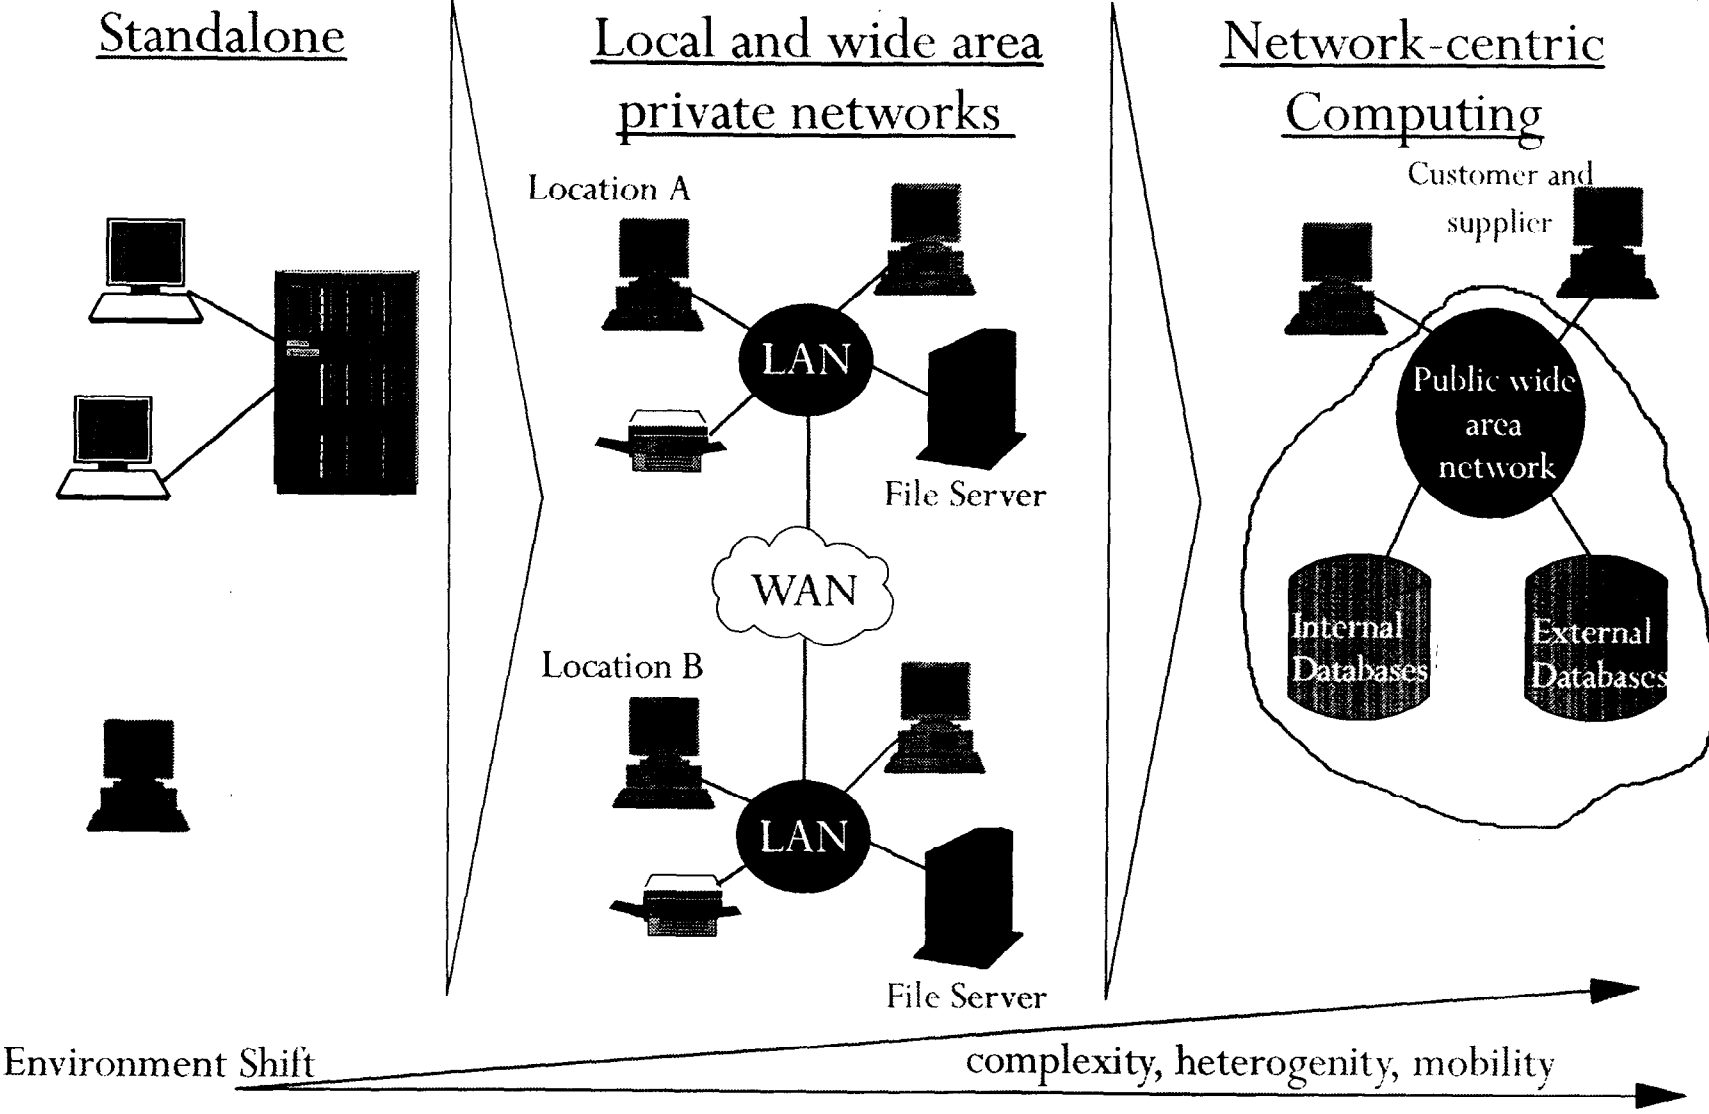 Standalone
Local and wide area
private networks
Network-centric
Computing
Location A
LAN
File Server
WAN
Location B
LAN
File Server
Customer and
supplier
Public wide
area
network
Internal
Databases
External
Databases
Environment Shift
complexity, heterogenity, mobility